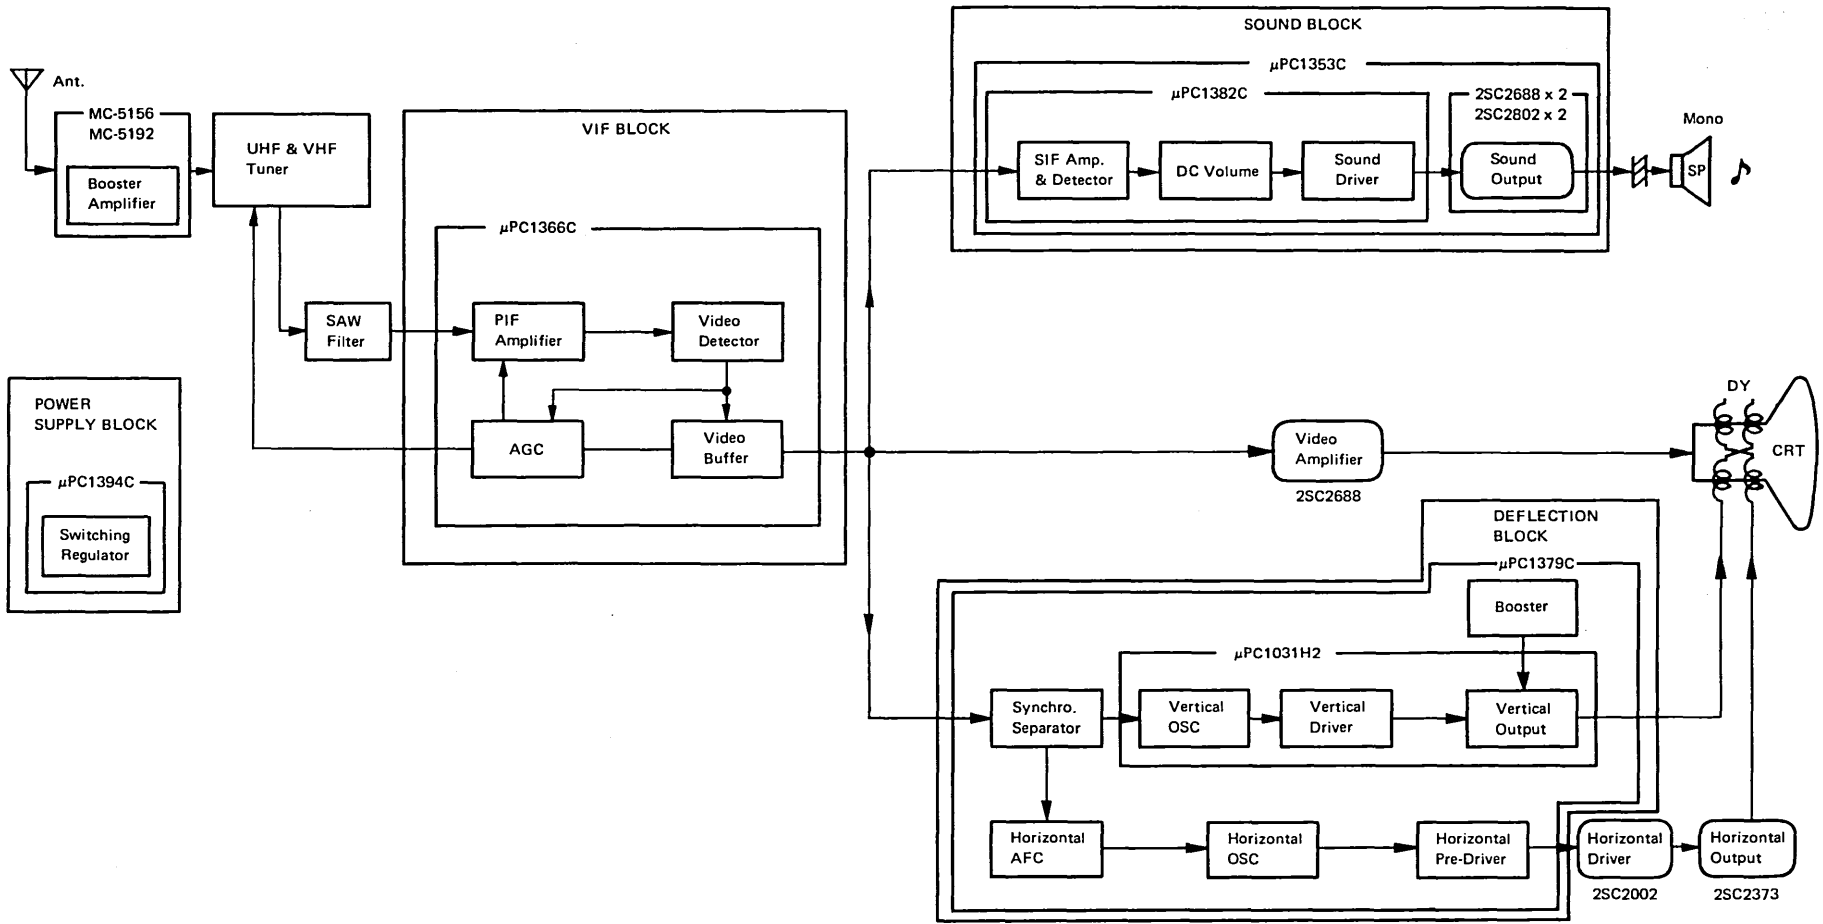 Ant.
MC-5156
MC-5192
Booster
Amplifier
UHF & VHF
Tuner
SAW
Filter
POWER
SUPPLY BLOCK
μPC1394C
Switching
Regulator
VIF BLOCK
μPC1366C
PIF
Amplifier
Video
Detector
AGC
Video
Buffer
SOUND BLOCK
μPC1353C
μPC1382C
2SC2688 x 2
2SC2802 x 2
SIF Amp.
& Detector
DC Volume
Sound
Driver
Sound
Output
Mono
SP
Video
Amplifier
2SC2688
DY
CRT
DEFLECTION
BLOCK
μPC1379C
Booster
μPC1031H2
Synchro.
Separator
Vertical
OSC
Vertical
Driver
Vertical
Output
Horizontal
AFC
Horizontal
OSC
Horizontal
Pre-Driver
Horizontal
Driver
2SC2002
Horizontal
Output
2SC2373